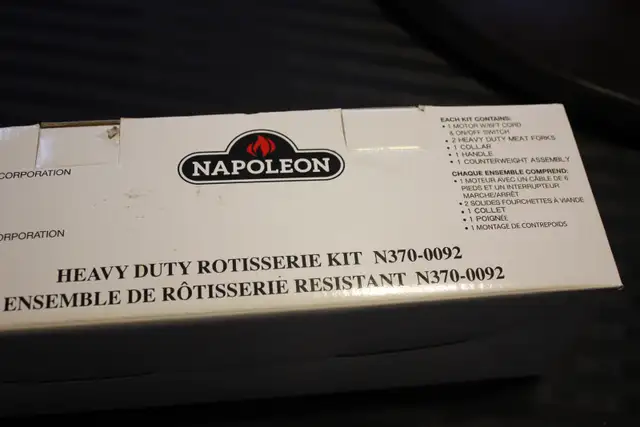 CORPORATION
ORPORATION
NAPOLEON
EACH KIT CONTAINS:
• 1 MOTOR W/6FT CORD
& ON/OFF SWITCH
• 2 HEAVY DUTY MEAT FORKS
• 1 COLLAR
• 1 HANDLE
• 1 COUNTERWEIGHT ASSEMBLY
CHAQUE ENSEMBLE COMPREND:
• 1 MOTEUR AVEC UN CÂBLE DE 6
PIEDS ET UN INTERRUPTEUR
MARCHE/ARRÊT
• 2 SOLIDES FOURCHETTES À VIANDE
• 1 COLLET
• 1 POIGNÉE
• 1 MONTAGE DE CONTREPOIDS
HEAVY DUTY ROTISSERIE KIT N370-0092
ENSEMBLE DE RÔTISSERIE RESISTANT N370-0092